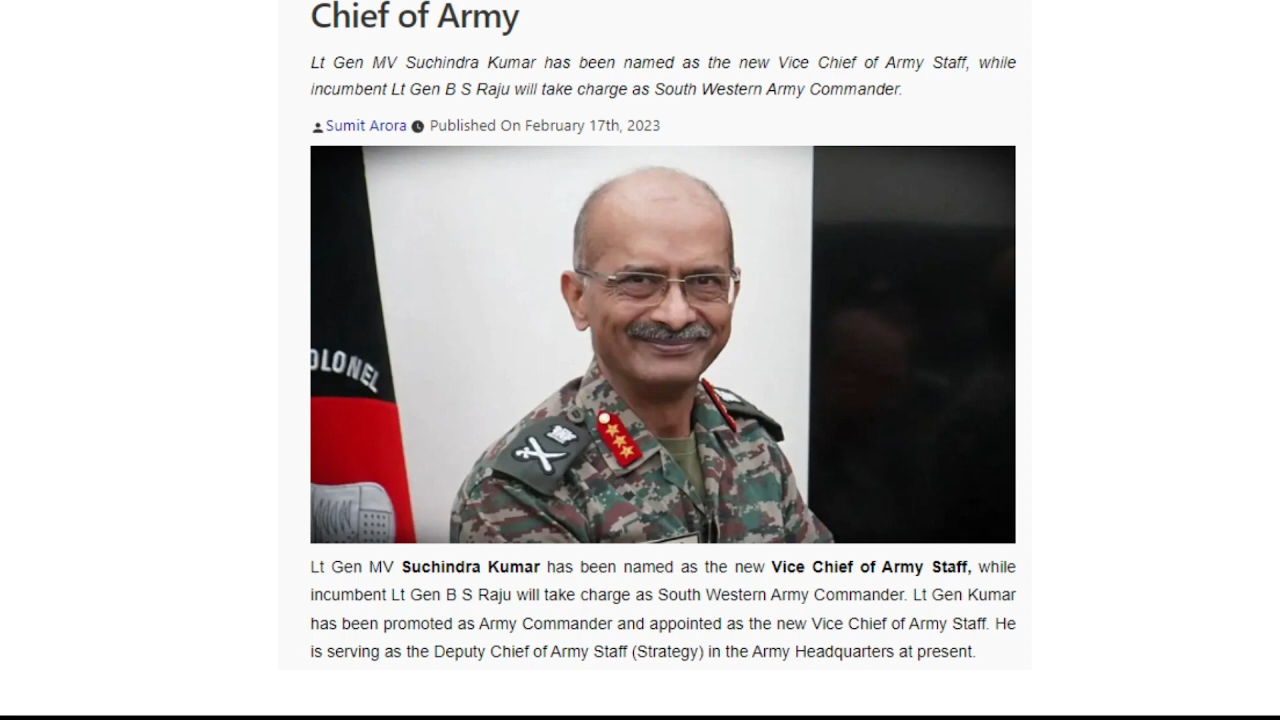 Chief of Army
Lt Gen MV Suchindra Kumar has been named as the new Vice Chief of Army Staff, while
incumbent Lt Gen B S Raju will take charge as South Western Army Commander.
Sumit Arora Published On February 17th, 2023
OLONEL
Lt Gen MV Suchindra Kumar has been named as the new Vice Chief of Army Staff, while
incumbent Lt Gen B S Raju will take charge as South Western Army Commander. Lt Gen Kumar
has been promoted as Army Commander and appointed as the new Vice Chief of Army Staff. He
is serving as the Deputy Chief of Army Staff (Strategy) in the Army Headquarters at present.